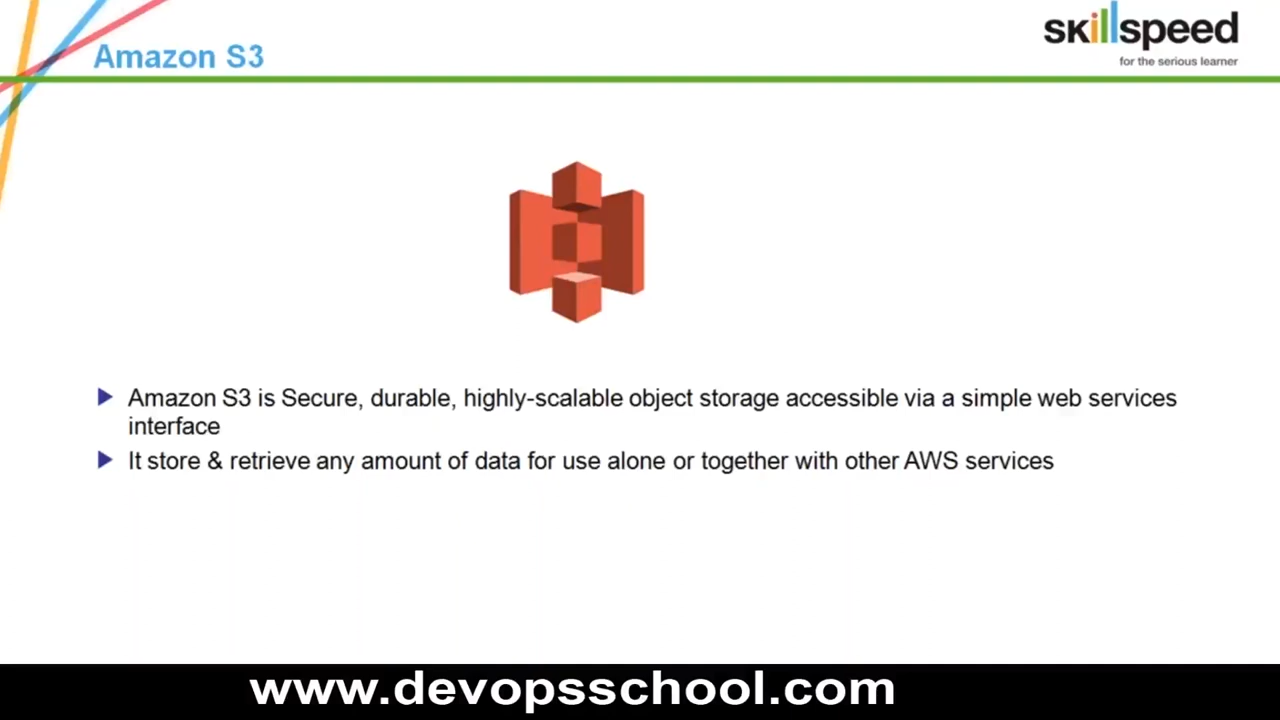 Amazon S3
skillspeed
for the serious learner
Amazon S3 is Secure, durable, highly-scalable object storage accessible via a simple web services
interface
It store & retrieve any amount of data for use alone or together with other AWS services
www.devopsschool.com